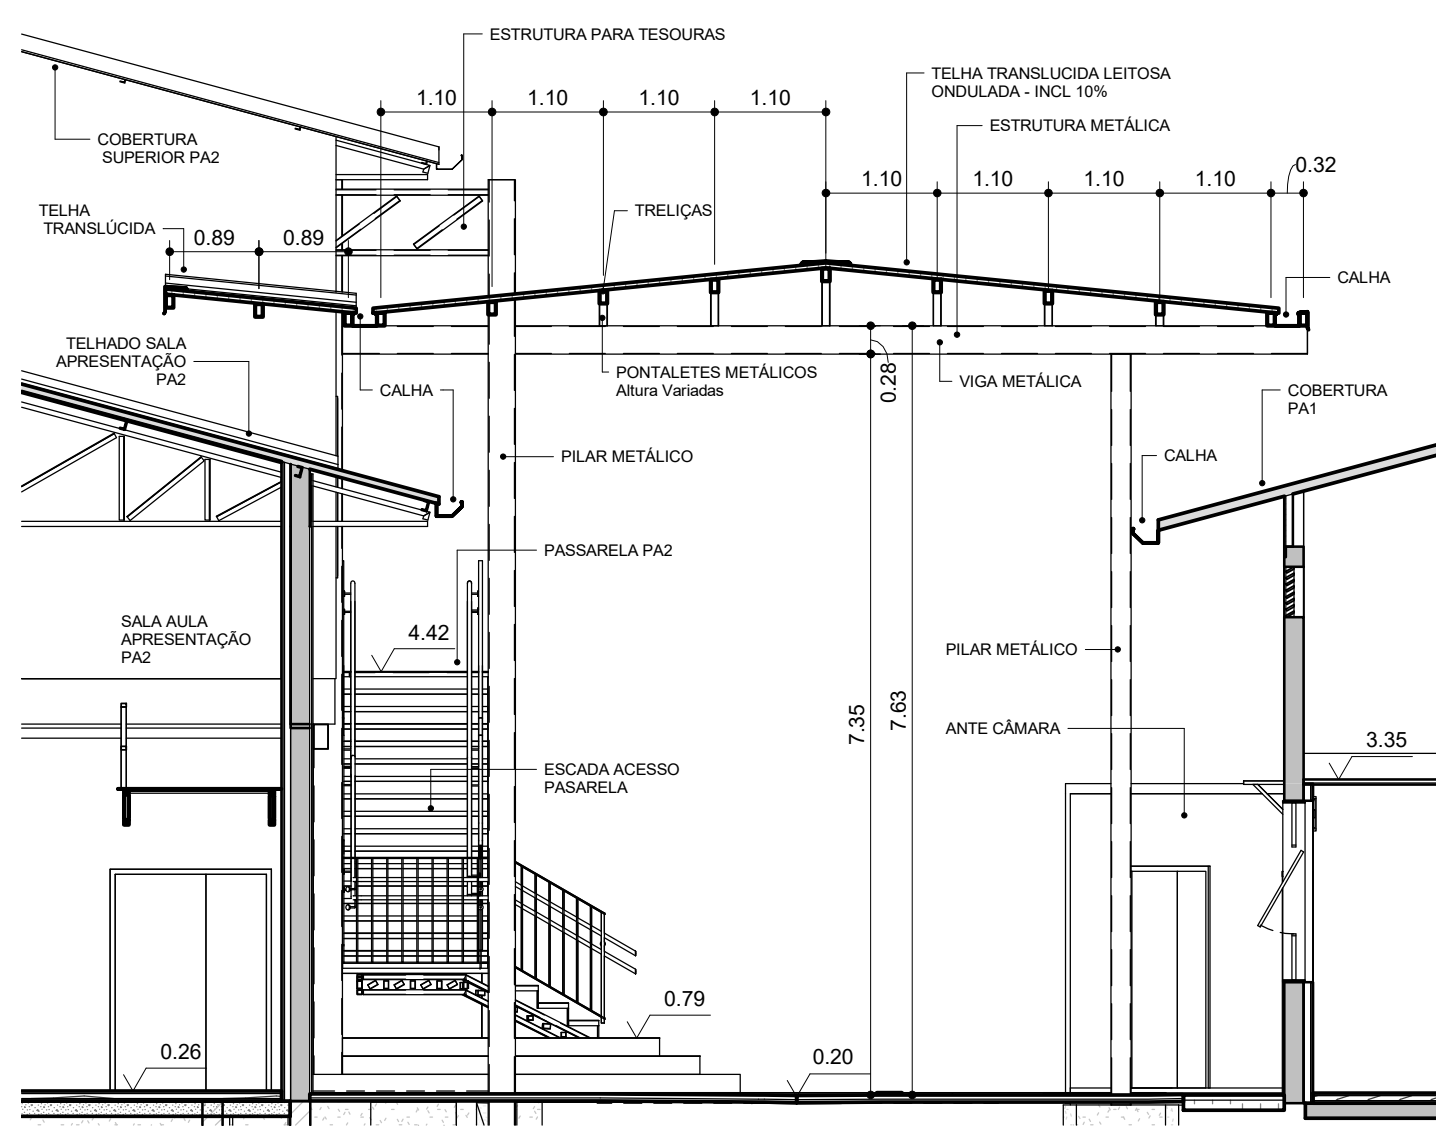 ESTRUTURA PARA TESOURAS
TELHA TRANSLUCIDA LEITOSA
ONDULADA - INCL 10%
1.10
1.10
1.10
1.10
ESTRUTURA METÁLICA
COBERTURA
SUPERIOR PA2
0.32
1.10
1.10
1.10
1.10
TELHA
TRANSLÚCIDA
TRELIÇAS
0.89
0.89
CALHA
TELHADO SALA
APRESENTAÇÃO
PA2
CALHA
PONTALETES METÁLICOS
Altura Variadas
0.28
VIGA METÁLICA
COBERTURA
PA1
PILAR METÁLICO
CALHA
PASSARELA PA2
SALA AULA
APRESENTAÇÃO
PA2
4.42
PILAR METÁLICO
7.35
7.63
ANTE CÂMARA
3.35
ESCADA ACESSO
PASARELA
0.79
0.26
0.20